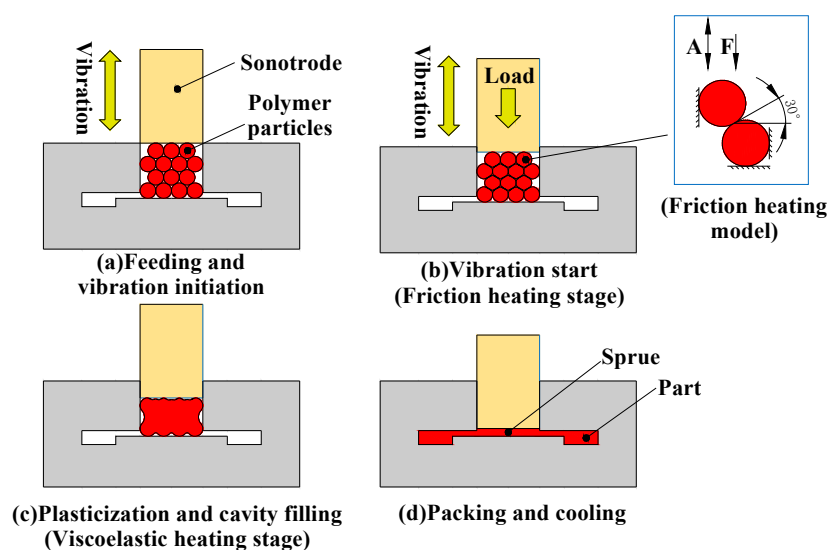 Vibration
Sonotrode
Polymer
particles
(a)Feeding and
vibration initiation
Vibration
Load
A
F
30°
(Friction heating
model)
(b)Vibration start
(Friction heating stage)
(c)Plasticization and cavity filling
(Viscoelastic heating stage)
Sprue
Part
(d)Packing and cooling